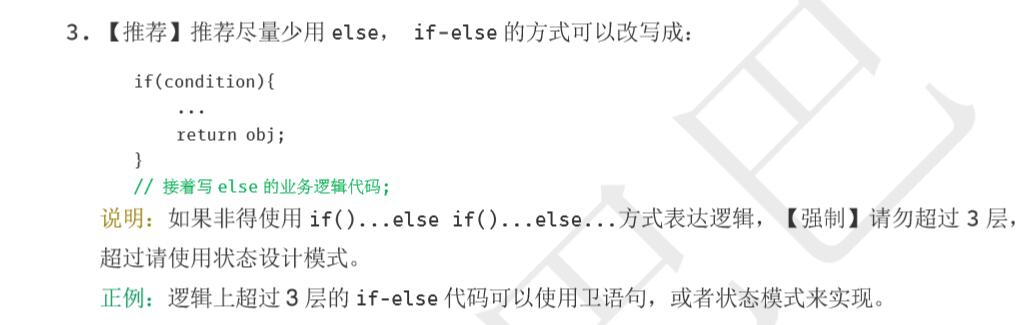 3. 【推荐】推荐尽量少用 else， if-else 的方式可以改写成：
if(condition){
...
return obj;
}
// 接着写 else 的业务逻辑代码;
说明：如果非得使用 if()...else if()...else...方式表达逻辑，【强制】请勿超过 3 层，
超过请使用状态设计模式。
正例：逻辑上超过 3 层的 if-else 代码可以使用卫语句，或者状态模式来实现。